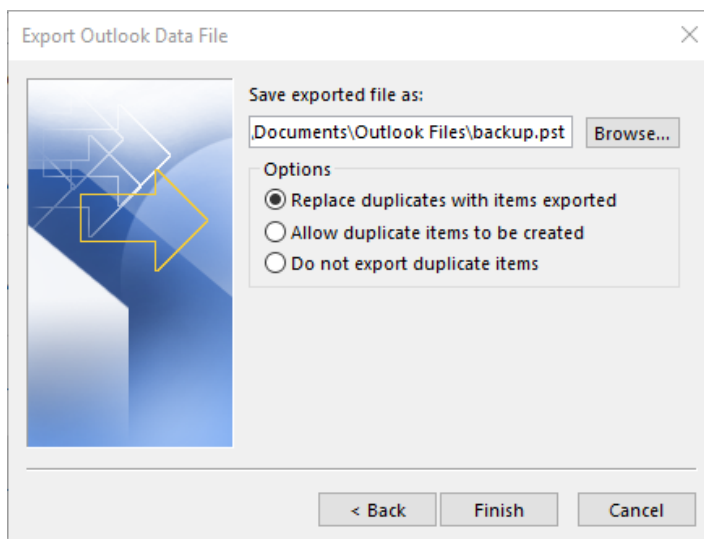 Export Outlook Data File
Save exported file as:
Documents\Outlook Files\backup.pst
Browse...
Options
Replace duplicates with items exported
Allow duplicate items to be created
Do not export duplicate items
< Back
Finish
Cancel